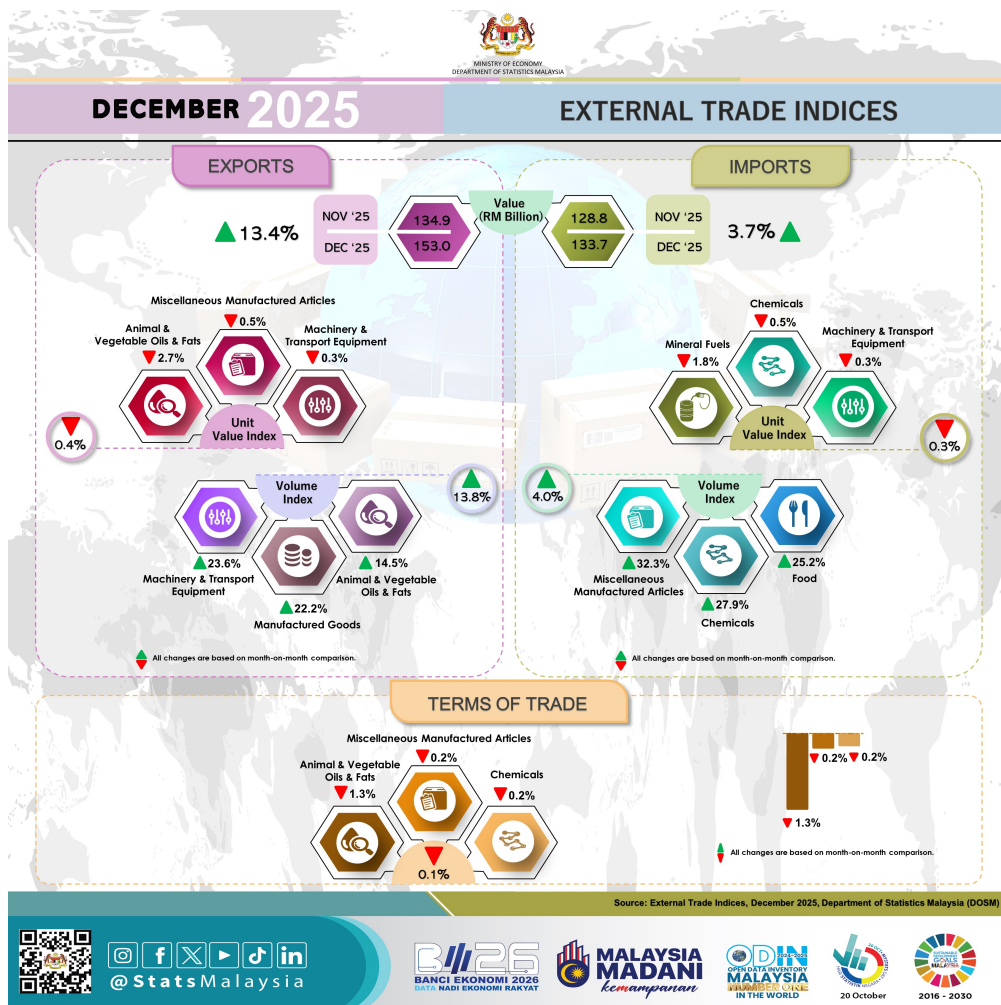 MINISTRY OF ECONOMY
DEPARTMENT OF STATISTICS MALAYSIA
DECEMBER 2025
EXTERNAL TRADE INDICES
EXPORTS
13.4%
NOV ‘25
DEC ‘25
134.9
153.0
Value
(RM Billion)
IMPORTS
128.8
133.7
NOV ‘25
DEC ‘25
3.7%
Miscellaneous Manufactured Articles
0.5%
Animal &
Vegetable Oils & Fats
2.7%
Machinery &
Transport Equipment
0.3%
Unit
Value Index
0.4%
Chemicals
0.5%
Mineral Fuels
1.8%
Machinery & Transport
Equipment
0.3%
Unit
Value Index
0.3%
Volume
Index
13.8%
23.6%
Machinery & Transport
Equipment
22.2%
Manufactured Goods
14.5%
Animal & Vegetable
Oils & Fats
All changes are based on month-on-month comparison.
4.0%
Volume
Index
32.3%
Miscellaneous
Manufactured Articles
27.9%
Chemicals
25.2%
Food
All changes are based on month-on-month comparison.
TERMS OF TRADE
Miscellaneous Manufactured Articles
0.2%
Animal & Vegetable
Oils & Fats
1.3%
Chemicals
0.2%
0.1%
0.2% 0.2%
1.3%
All changes are based on month-on-month comparison.
Source: External Trade Indices, December 2025, Department of Statistics Malaysia (DOSM)
@StatsMalaysia
B//26
BANCI EKONOMI 2026
DATA NADI EKONOMI RAKYAT
MALAYSIA
MADANI
kemampanan
ODIN 2024-2025
OPEN DATA INVENTORY
MALAYSIA
NUMBER ONE
IN THE WORLD
20 October
SUSTAINABLE
DEVELOPMENT
GOALS
MALAYSIA
2016 - 2030